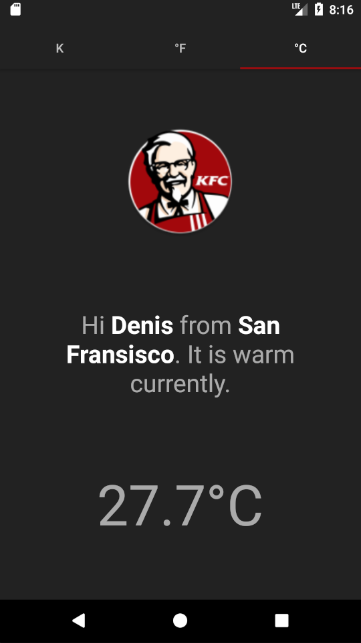 LTE 8:16
K °F °C
KFC
Hi Denis from San
Fransisco. It is warm
currently.
27.7°C